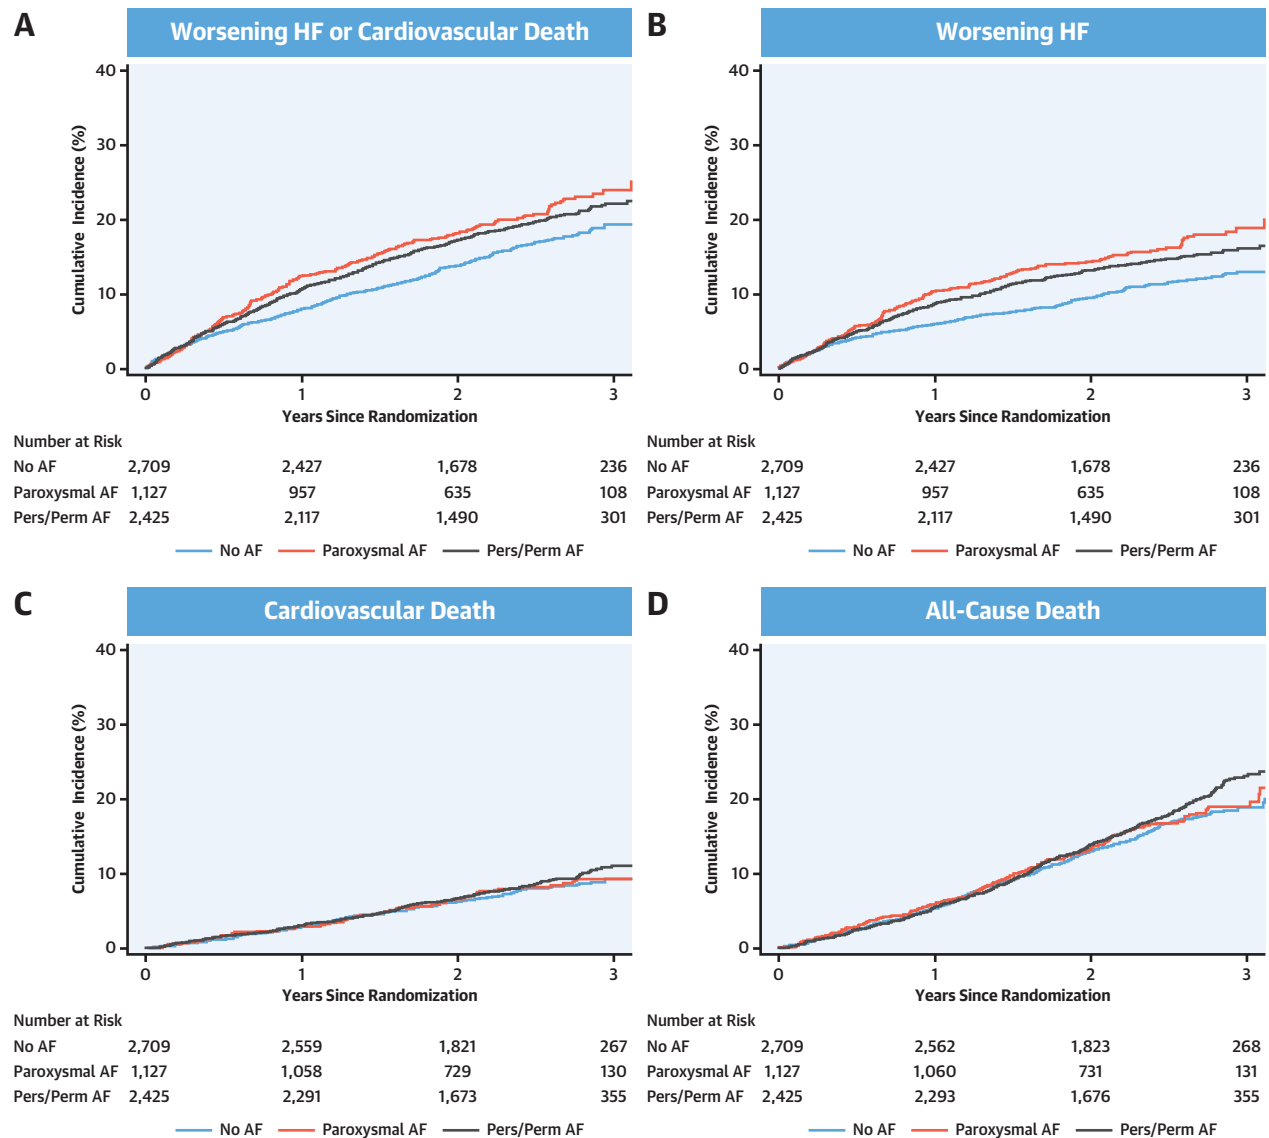 A
Worsening HF or Cardiovascular Death
Cumulative Incidence (%)
40
30
20
10
0
0 1 2 3
Years Since Randomization
Number at Risk
No AF 2,709 2,427 1,678 236
Paroxysmal AF 1,127 957 635 108
Pers/Perm AF 2,425 2,117 1,490 301
No AF Paroxysmal AF Pers/Perm AF
B
Worsening HF
Cumulative Incidence (%)
40
30
20
10
0
0 1 2 3
Years Since Randomization
Number at Risk
No AF 2,709 2,427 1,678 236
Paroxysmal AF 1,127 957 635 108
Pers/Perm AF 2,425 2,117 1,490 301
No AF Paroxysmal AF Pers/Perm AF
C
Cardiovascular Death
Cumulative Incidence (%)
40
30
20
10
0
0 1 2 3
Years Since Randomization
Number at Risk
No AF 2,709 2,559 1,821 267
Paroxysmal AF 1,127 1,058 729 130
Pers/Perm AF 2,425 2,291 1,673 355
No AF Paroxysmal AF Pers/Perm AF
D
All-Cause Death
Cumulative Incidence (%)
40
30
20
10
0
0 1 2 3
Years Since Randomization
Number at Risk
No AF 2,709 2,562 1,823 268
Paroxysmal AF 1,127 1,060 731 131
Pers/Perm AF 2,425 2,293 1,676 355
No AF Paroxysmal AF Pers/Perm AF